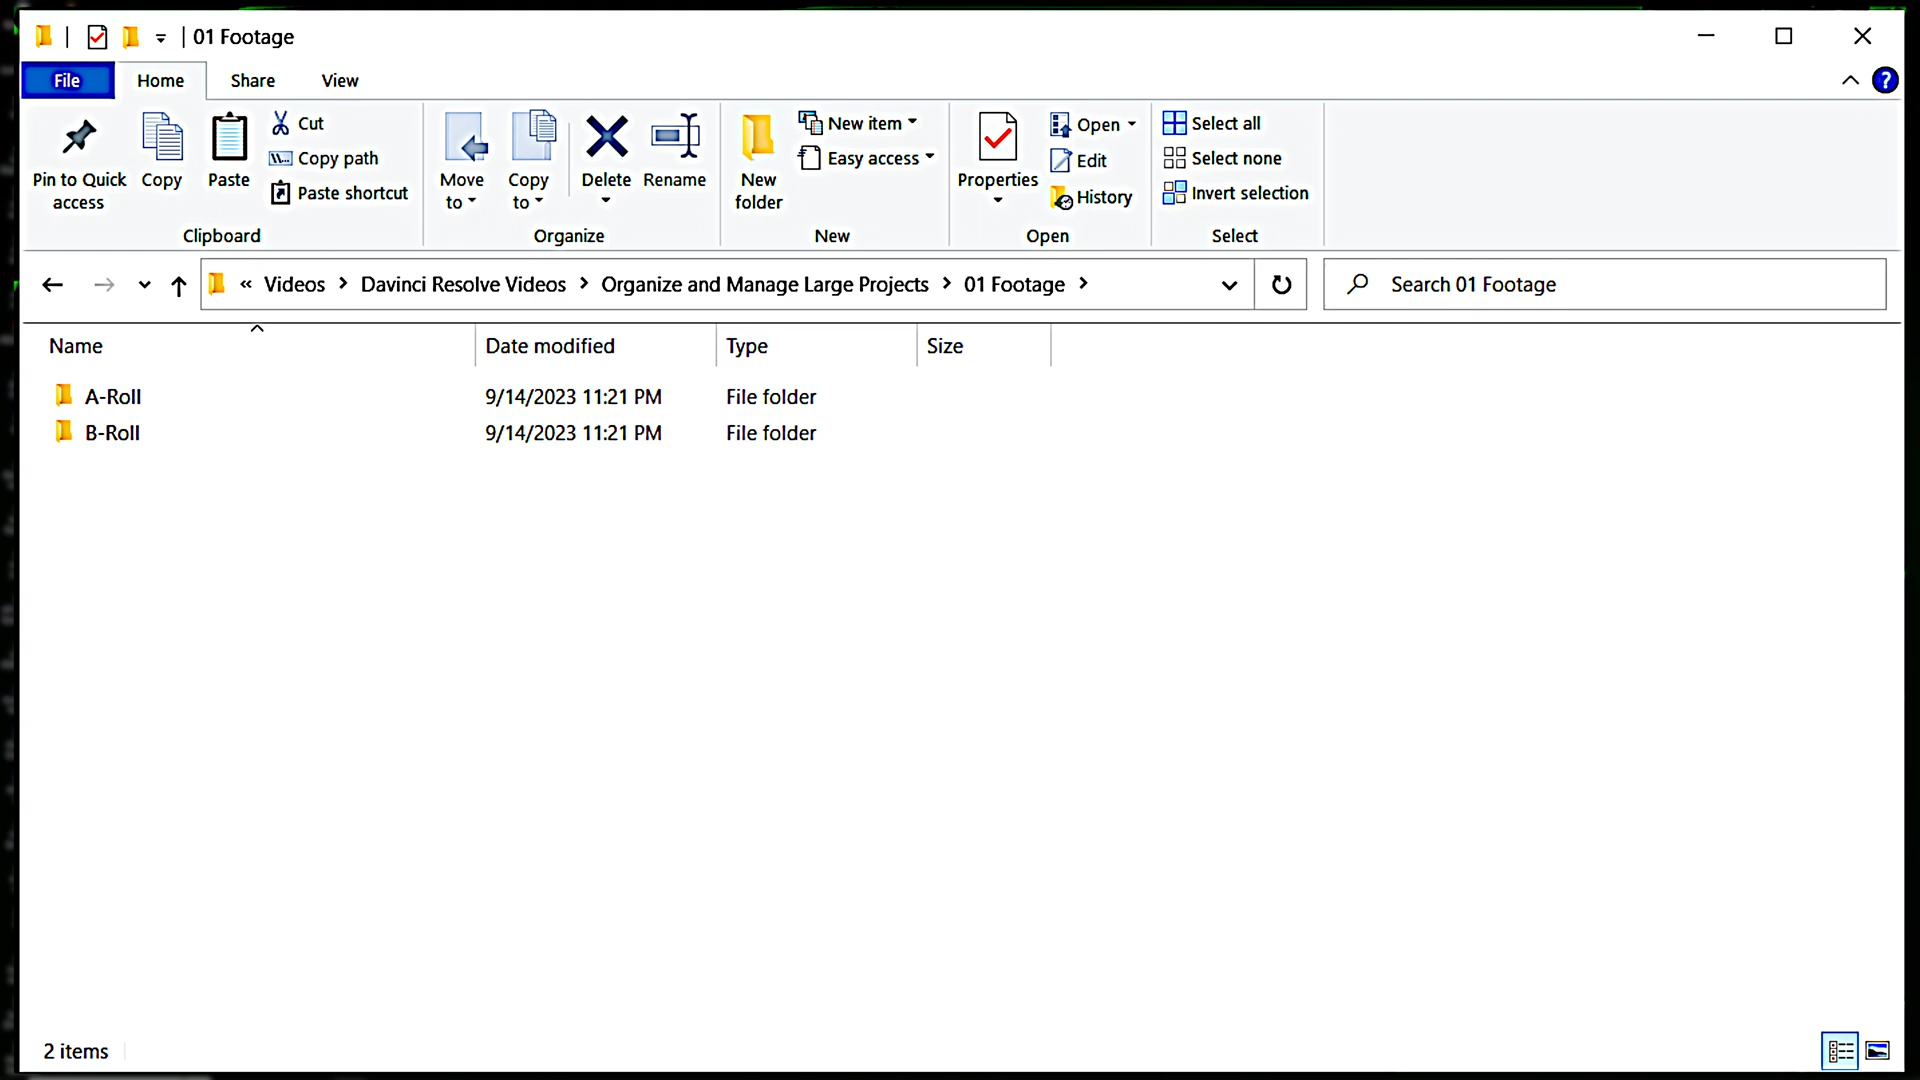 01 Footage
File Home Share View
Pin to Quick access
Copy
Paste
Cut
Copy path
Paste shortcut
Clipboard
Move to
Copy to
Delete
Rename
Organize
New folder
New item
Easy access
New
Properties
Open
Edit
History
Open
Select all
Select none
Invert selection
Select
« Videos > Davinci Resolve Videos > Organize and Manage Large Projects > 01 Footage >
Search 01 Footage
Name Date modified Type Size
A-Roll 9/14/2023 11:21 PM File folder
B-Roll 9/14/2023 11:21 PM File folder
2 items